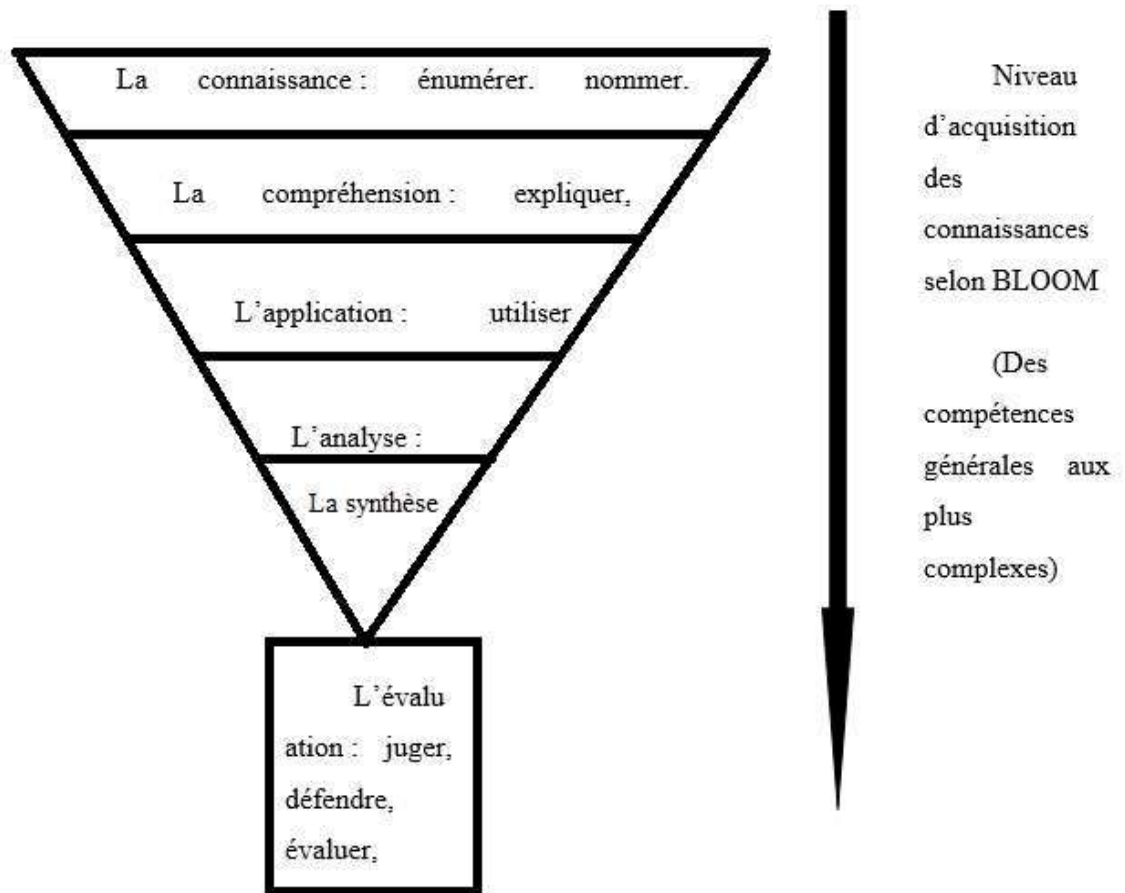 La connaissance : énumérer. nommer.
La compréhension : expliquer,
L'application : utiliser
L'analyse :
La synthèse
L'évalu
ation : juger,
défendre,
évaluer,
Niveau
d'acquisition
des
connaissances
selon BLOOM
(Des
compétences
générales aux
plus
complexes)